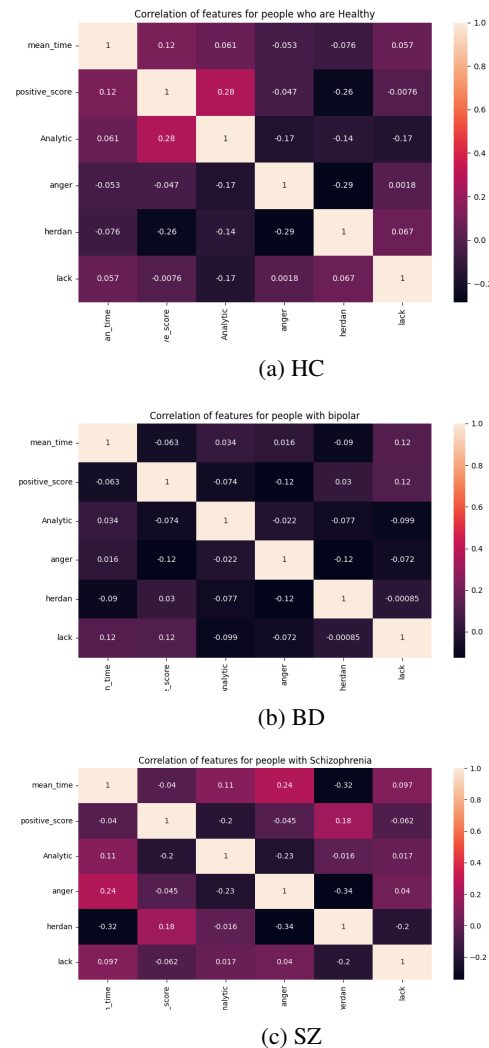 Correlation of features for people who are Healthy
mean_time 1 0.12 0.061 -0.053 -0.076 0.057
positive_score 0.12 1 0.28 -0.047 -0.26 -0.0076
Analytic 0.061 0.28 1 -0.17 -0.14 -0.17
anger -0.053 -0.047 -0.17 1 -0.29 0.0018
herdan -0.076 -0.26 -0.14 -0.29 1 0.067
lack 0.057 -0.0076 -0.17 0.0018 0.067 1
an_time re_score Analytic anger herdan lack
1.0
0.8
0.6
0.4
0.2
0.0
-0.2
(a) HC
Correlation of features for people with bipolar
mean_time 1 -0.063 0.034 0.016 -0.09 0.12
positive_score -0.063 1 -0.074 -0.12 0.03 0.12
Analytic 0.034 -0.074 1 -0.022 -0.077 -0.099
anger 0.016 -0.12 -0.022 1 -0.12 -0.072
herdan -0.09 0.03 -0.077 -0.12 1 -0.00085
lack 0.12 0.12 -0.099 -0.072 -0.00085 1
n_time _score Analytic anger herdan lack
1.0
0.8
0.6
0.4
0.2
0.0
(b) BD
Correlation of features for people with Schizophrenia
mean_time 1 -0.04 0.11 0.24 -0.32 0.097
positive_score -0.04 1 -0.2 -0.045 0.18 -0.062
Analytic 0.11 -0.2 1 -0.23 -0.016 0.017
anger 0.24 -0.045 -0.23 1 -0.34 0.04
herdan -0.32 0.18 -0.016 -0.34 1 -0.2
lack 0.097 -0.062 0.017 0.04 -0.2 1
_time score nalytic anger herdan lack
1.0
0.8
0.6
0.4
0.2
0.0
-0.2
(c) SZ